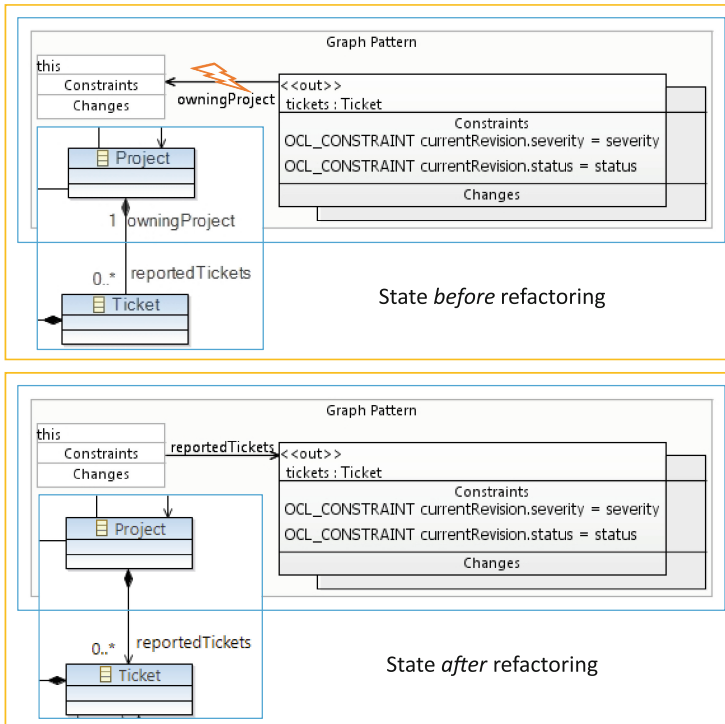 Graph Pattern
this
Constraints
Changes
owningProject
<<out>>
tickets : Ticket
Constraints
OCL_CONSTRAINT currentRevision.severity = severity
OCL_CONSTRAINT currentRevision.status = status
Changes
Project
1 owningProject
0..* reportedTickets
Ticket
State before refactoring
Graph Pattern
this
Constraints
Changes
reportedTickets
<<out>>
tickets : Ticket
Constraints
OCL_CONSTRAINT currentRevision.severity = severity
OCL_CONSTRAINT currentRevision.status = status
Changes
Project
0..* reportedTickets
Ticket
State after refactoring